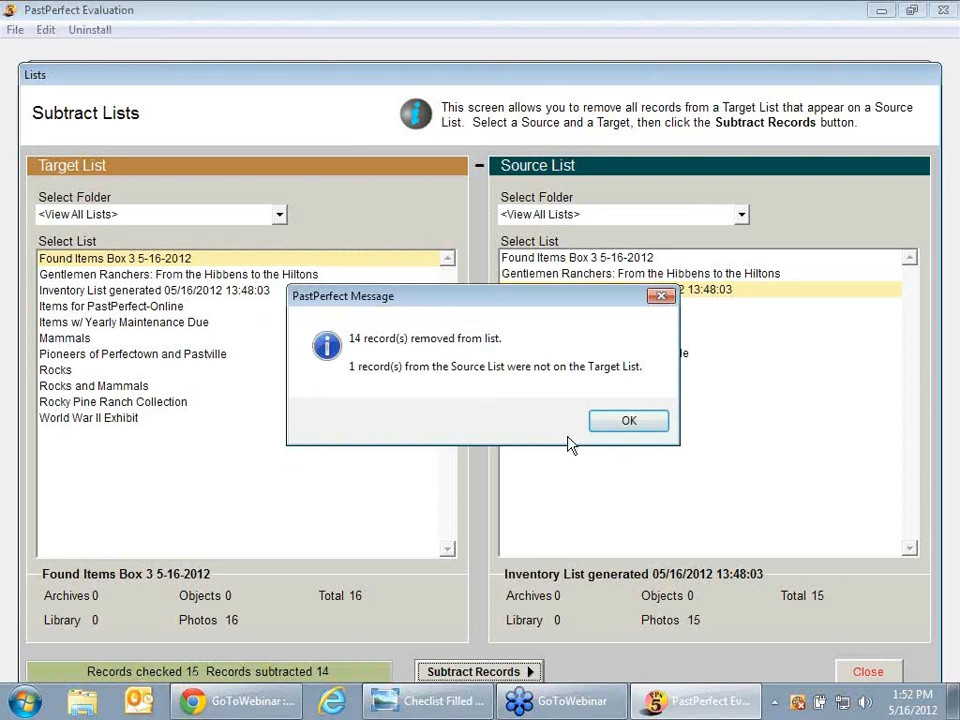 PastPerfect Evaluation
File Edit Uninstall
Lists
Subtract Lists
This screen allows you to remove all records from a Target List that appear on a Source
List. Select a Source and a Target, then click the Subtract Records button.
Target List
Select Folder
<View All Lists>
Select List
Found Items Box 3 5-16-2012
Gentlemen Ranchers: From the Hibbens to the Hiltons
Inventory List generated 05/16/2012 13:48:03
Items for PastPerfect-Online
Items w/ Yearly Maintenance Due
Mammals
Pioneers of Perfectown and Pastville
Rocks
Rocks and Mammals
Rocky Pine Ranch Collection
World War II Exhibit
Found Items Box 3 5-16-2012
Archives 0 Objects 0 Total 16
Library 0 Photos 16
Records checked 15 Records subtracted 14
- Source List
Select Folder
<View All Lists>
Select List
Found Items Box 3 5-16-2012
Gentlemen Ranchers: From the Hibbens to the Hiltons
2 13:48:03
le
Inventory List generated 05/16/2012 13:48:03
Archives 0 Objects 0 Total 15
Library 0 Photos 15
Subtract Records
Close
PastPerfect Message
14 record(s) removed from list.
1 record(s) from the Source List were not on the Target List.
OK
GoToWebinar :...
Checlist Filled ...
GoToWebinar
PastPerfect Ev...
1:52 PM
5/16/2012